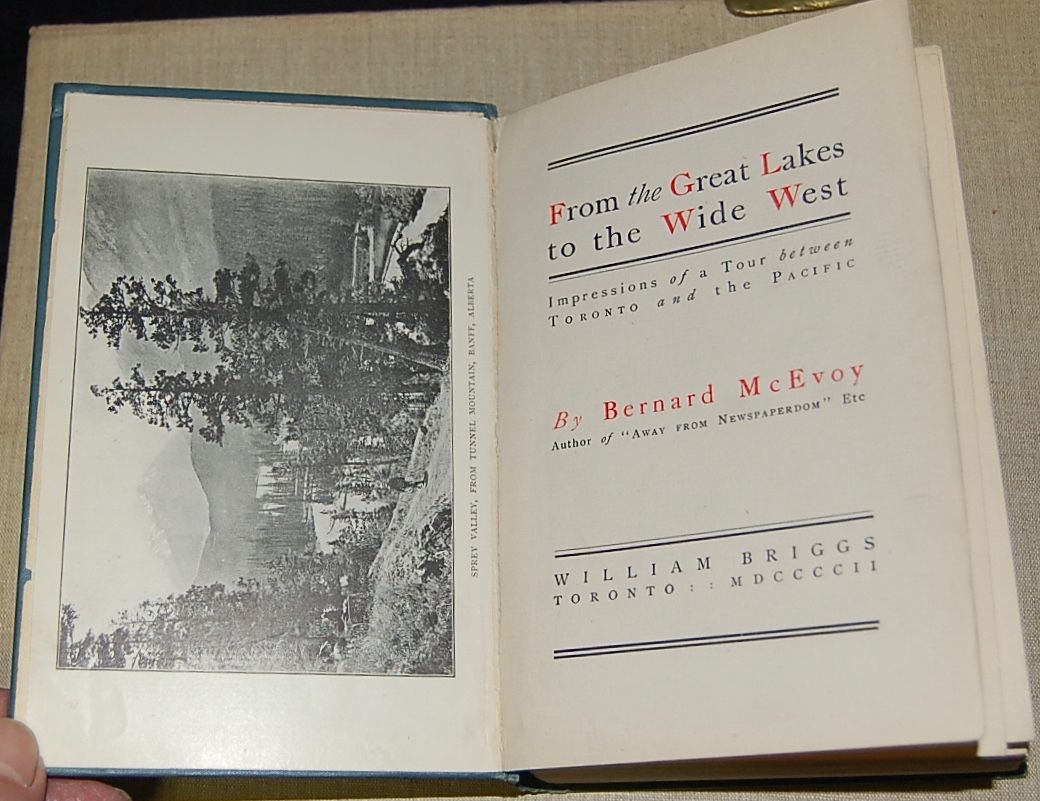 SPREY VALLEY, FROM TUNNEL MOUNTAIN, BANFF, ALBERTA
From the Great Lakes
to the Wide West
Impressions of a Tour between
TORONTO and the PACIFIC
By Bernard McEvoy
Author of "AWAY FROM NEWSPAPERDOM" Etc
WILLIAM BRIGGS
TORONTO : : MDCCCCII